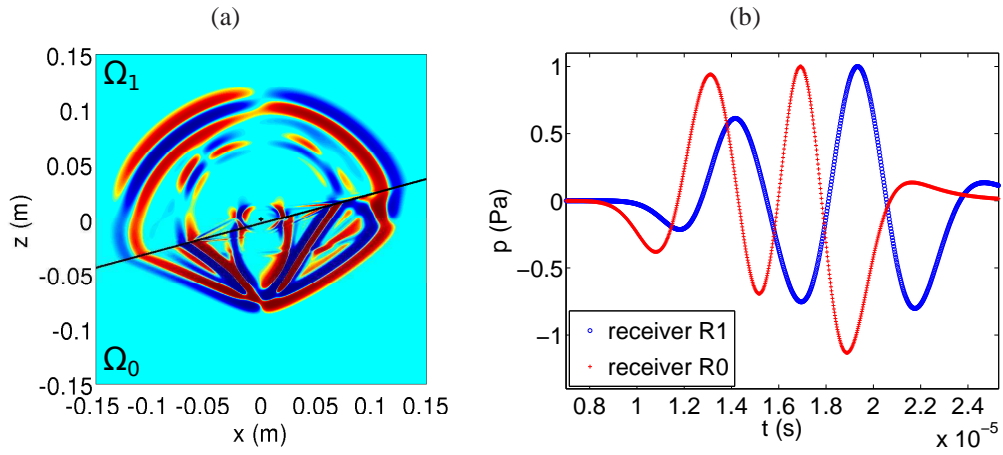 (a)
(b)
0.15
0.1
0.05
0
-0.05
-0.1
-0.15
z (m)
Ω1
Ω0
-0.15
-0.1
-0.05
0
0.05
0.1
0.15
x (m)
1
0.5
0
−0.5
−1
p (Pa)
receiver R1
receiver R0
0.8
1
1.2
1.4
1.6
1.8
2
2.2
2.4
t (s)
x 10⁻⁵